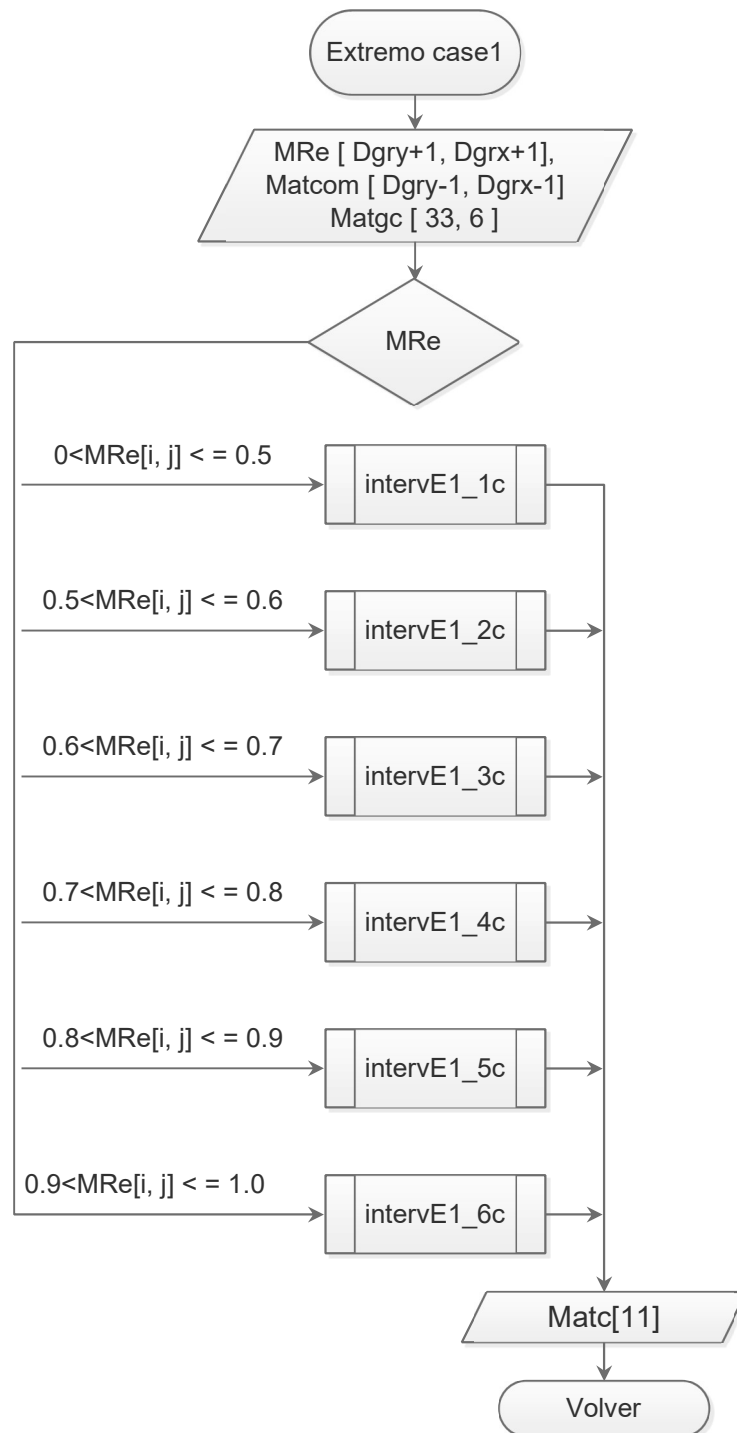 Extremo case1
MRe [ Dgry+1, Dgrx+1],
Matcom [ Dgry-1, Dgrx-1]
Matgc [ 33, 6 ]
MRe
0<MRe[i, j] < = 0.5
intervE1_1c
0.5<MRe[i, j] < = 0.6
intervE1_2c
0.6<MRe[i, j] < = 0.7
intervE1_3c
0.7<MRe[i, j] < = 0.8
intervE1_4c
0.8<MRe[i, j] < = 0.9
intervE1_5c
0.9<MRe[i, j] < = 1.0
intervE1_6c
Matc[11]
Volver